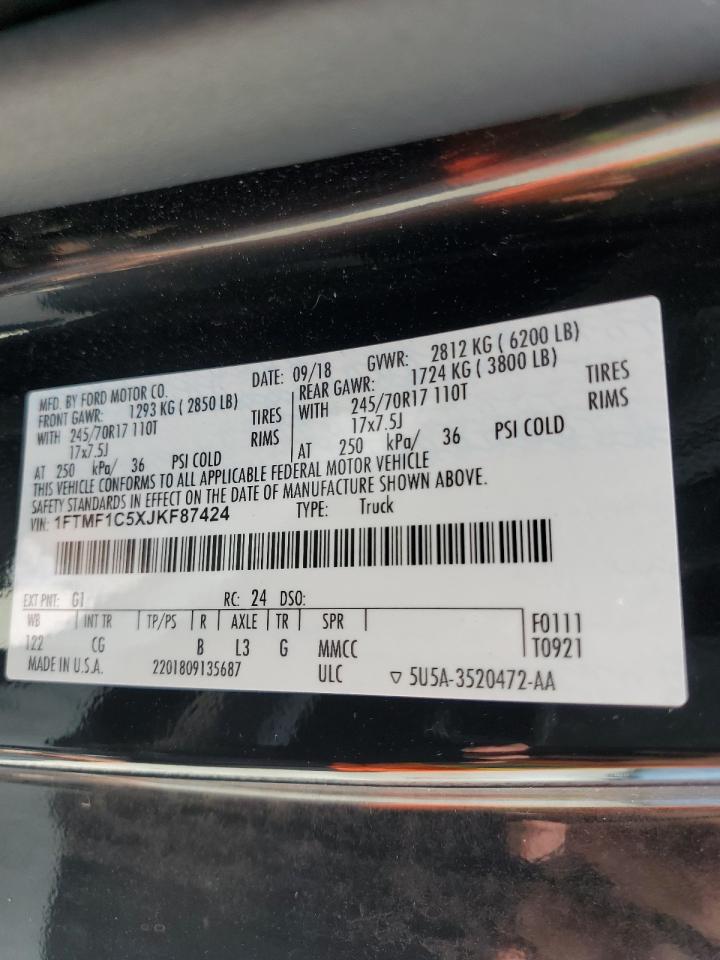 MFD. BY FORD MOTOR CO. DATE: 09/18 GVWR: 2812 KG ( 6200 LB)
FRONT GAWR: 1293 KG ( 2850 LB) REAR GAWR: 1724 KG ( 3800 LB)
WITH 245/70R17 110T TIRES WITH 245/70R17 110T TIRES
17x7.5J RIMS 17x7.5J RIMS
AT 250 kPa/ 36 PSI COLD AT 250 kPa/ 36 PSI COLD
THIS VEHICLE CONFORMS TO ALL APPLICABLE FEDERAL MOTOR VEHICLE
SAFETY STANDARDS IN EFFECT ON THE DATE OF MANUFACTURE SHOWN ABOVE.
VIN: 1FTMF1C5XJKF87424 TYPE: Truck
EXT PNT: G1 RC: 24 DSO:
WB INT TR TP/PS R AXLE TR SPR F0111
122 CG B L3 G MMCC T0921
MADE IN U.S.A. 2201809135687 ULC ▽ 5U5A-3520472-AA